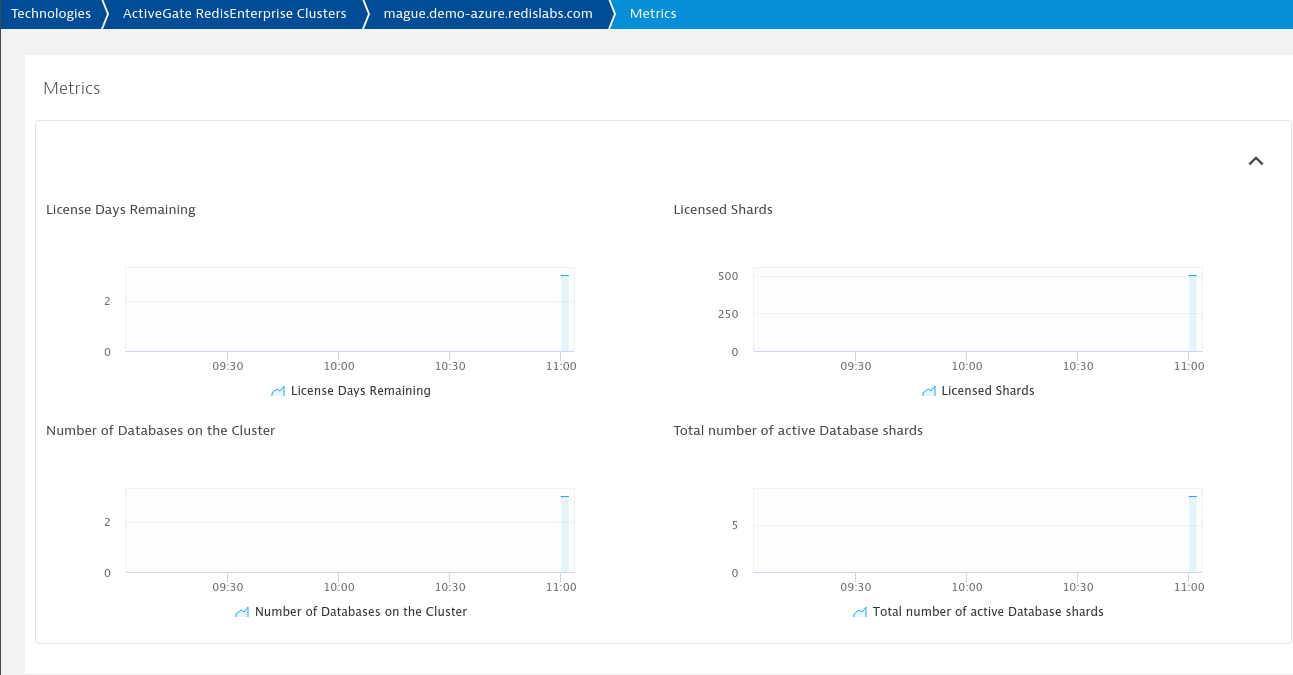 Technologies ActiveGate RedisEnterprise Clusters mague.demo-azure.redislabs.com Metrics
Metrics
License Days Remaining
2
0
09:30 10:00 10:30 11:00
License Days Remaining
Licensed Shards
500
250
0
09:30 10:00 10:30 11:00
Licensed Shards
Number of Databases on the Cluster
2
0
09:30 10:00 10:30 11:00
Number of Databases on the Cluster
Total number of active Database shards
5
0
09:30 10:00 10:30 11:00
Total number of active Database shards